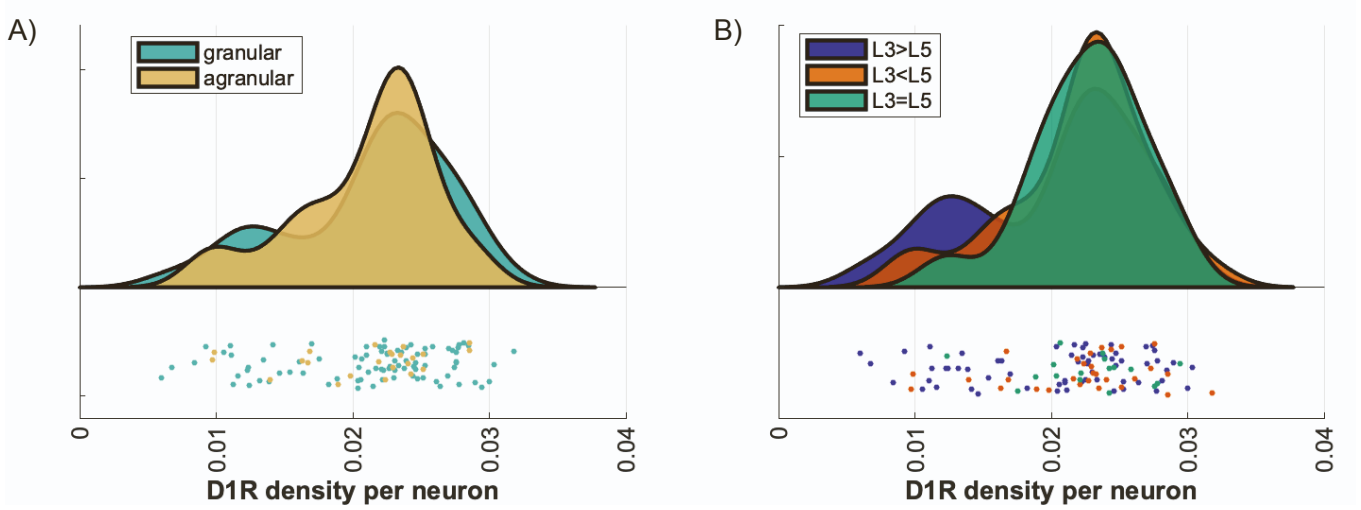 A)
granular
agranular
0
0.01
0.02
0.03
0.04
D1R density per neuron
B)
L3>L5
L3<L5
L3=L5
0
0.01
0.02
0.03
0.04
D1R density per neuron